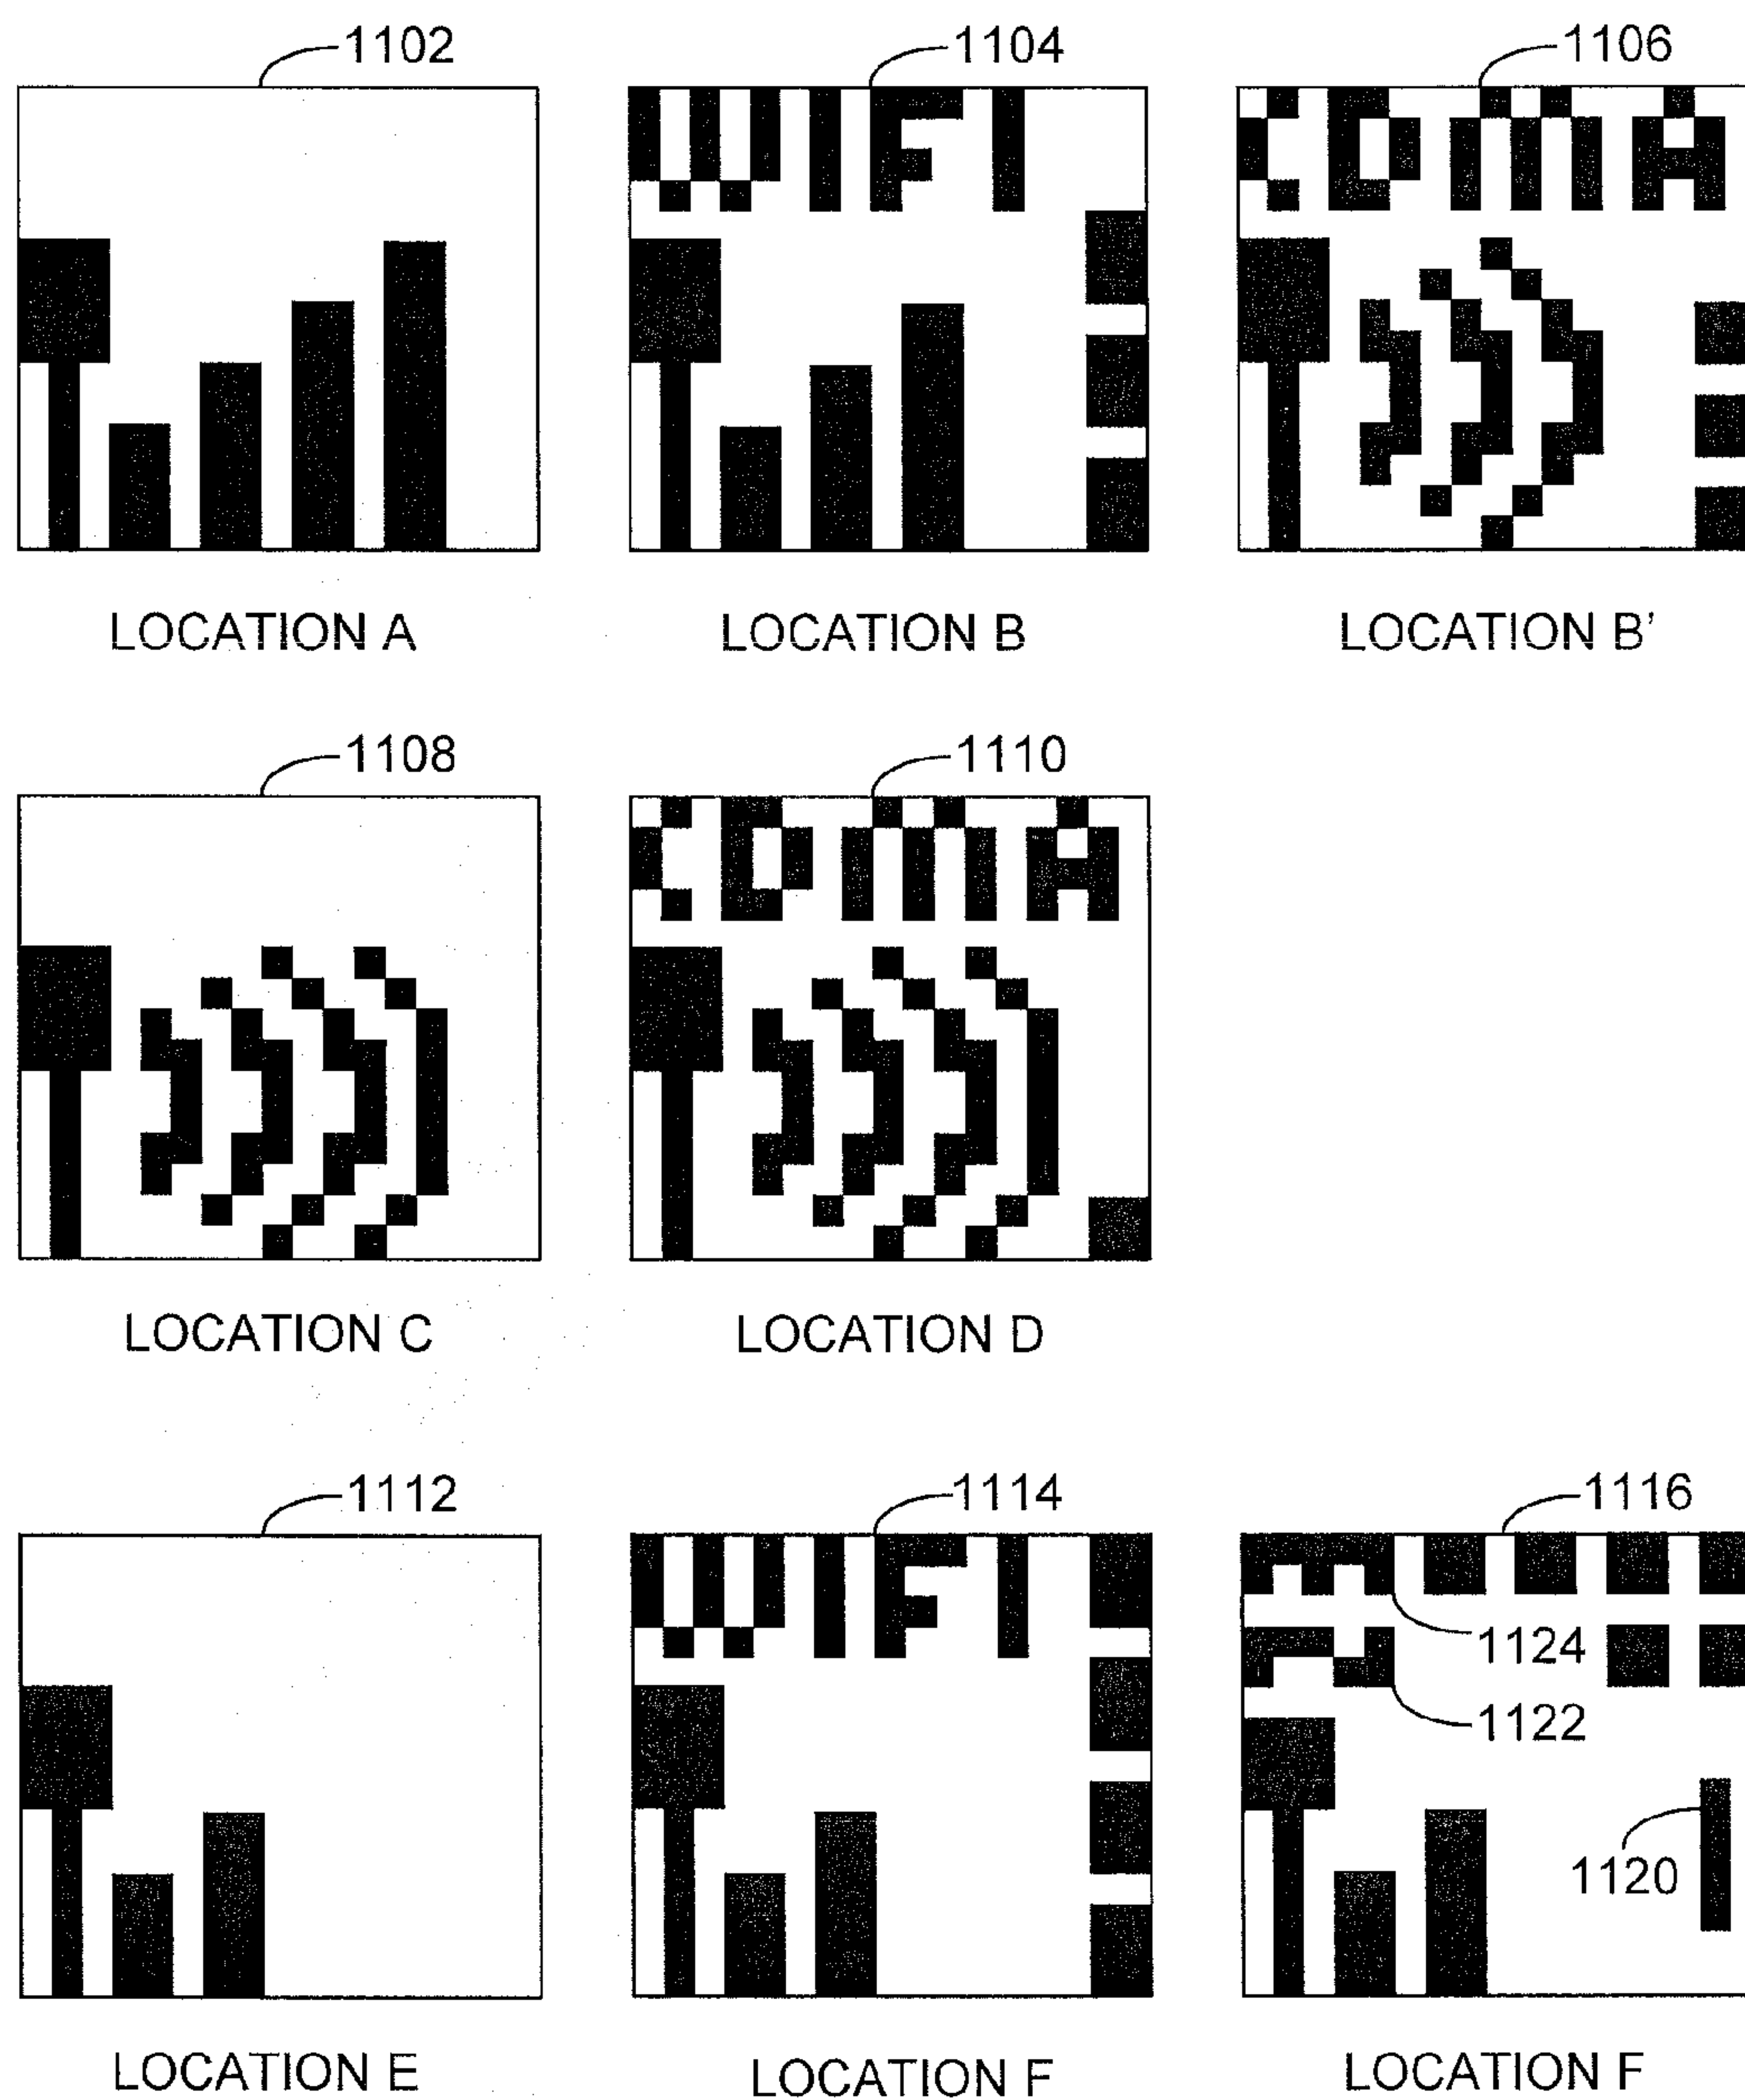 1102 1104 1106
WIFI CDMA
LOCATION A LOCATION B LOCATION B'
1108 1110
CDMA
LOCATION C LOCATION D
1112 1114 1116
WIFI
1124
1122
1120
LOCATION E LOCATION F LOCATION F